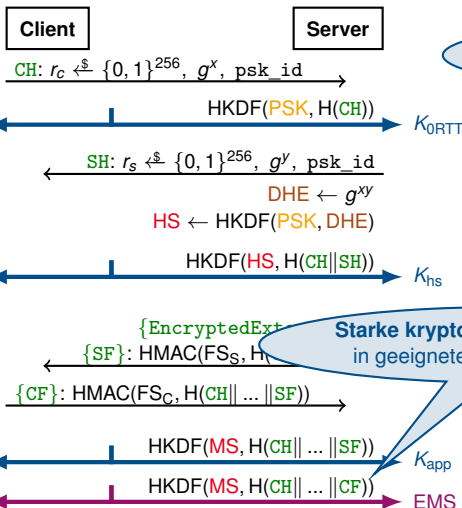 Client Server
CH: r_c ←$ {0, 1}^256, g^x, psk_id
HKDF(PSK, H(CH))
K_0RTT
SH: r_s ←$ {0, 1}^256, g^y, psk_id
DHE ← g^xy
HS ← HKDF(PSK, DHE)
HKDF(HS, H(CH‖SH))
K_hs
{EncryptedExt
Starke krypto
{SF}: HMAC(FS_S, H(
in geeignete
{CF}: HMAC(FS_C, H(CH‖ ... ‖SF))
HKDF(MS, H(CH‖ ... ‖SF))
K_app
HKDF(MS, H(CH‖ ... ‖CF))
EMS